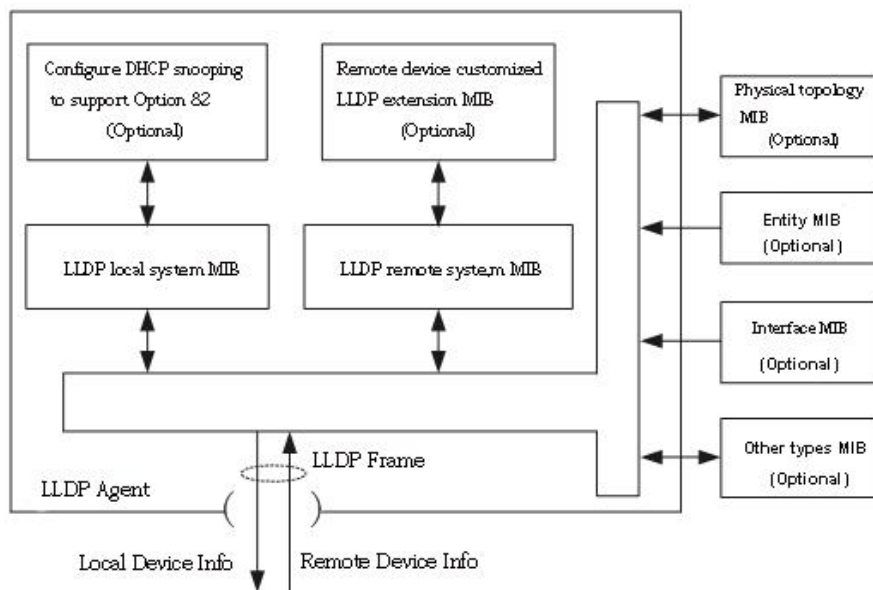 Configure DHCP snooping
to support Option 82
(Optional)
Remote device customized
LLDP extension MIB
(Optional)
Physical topology
MIB
(Optional)
LLDP local system MIB
LLDP remote syste,m MIB
Entity MIB
(Optional)
Interface MIB
(Optional)
Other types MIB
(Optional)
LLDP Frame
LLDP Agent
Local Device Info
Remote Device Info